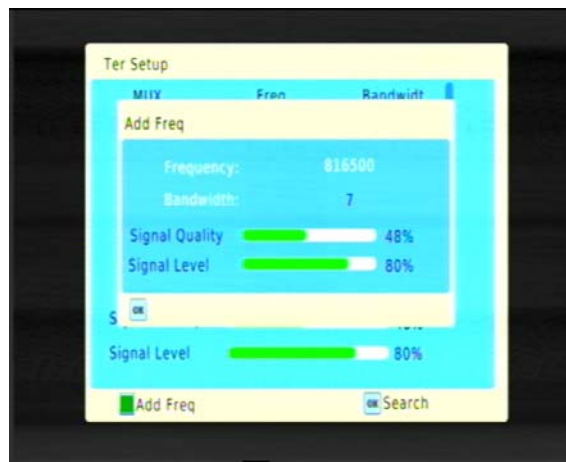 Ter Setup
MUX Freq Bandwidt
Add Freq
Frequency: 816500
Bandwidth: 7
Signal Quality 48%
Signal Level 80%
OK
S
Signal Level 80%
Add Freq OK Search